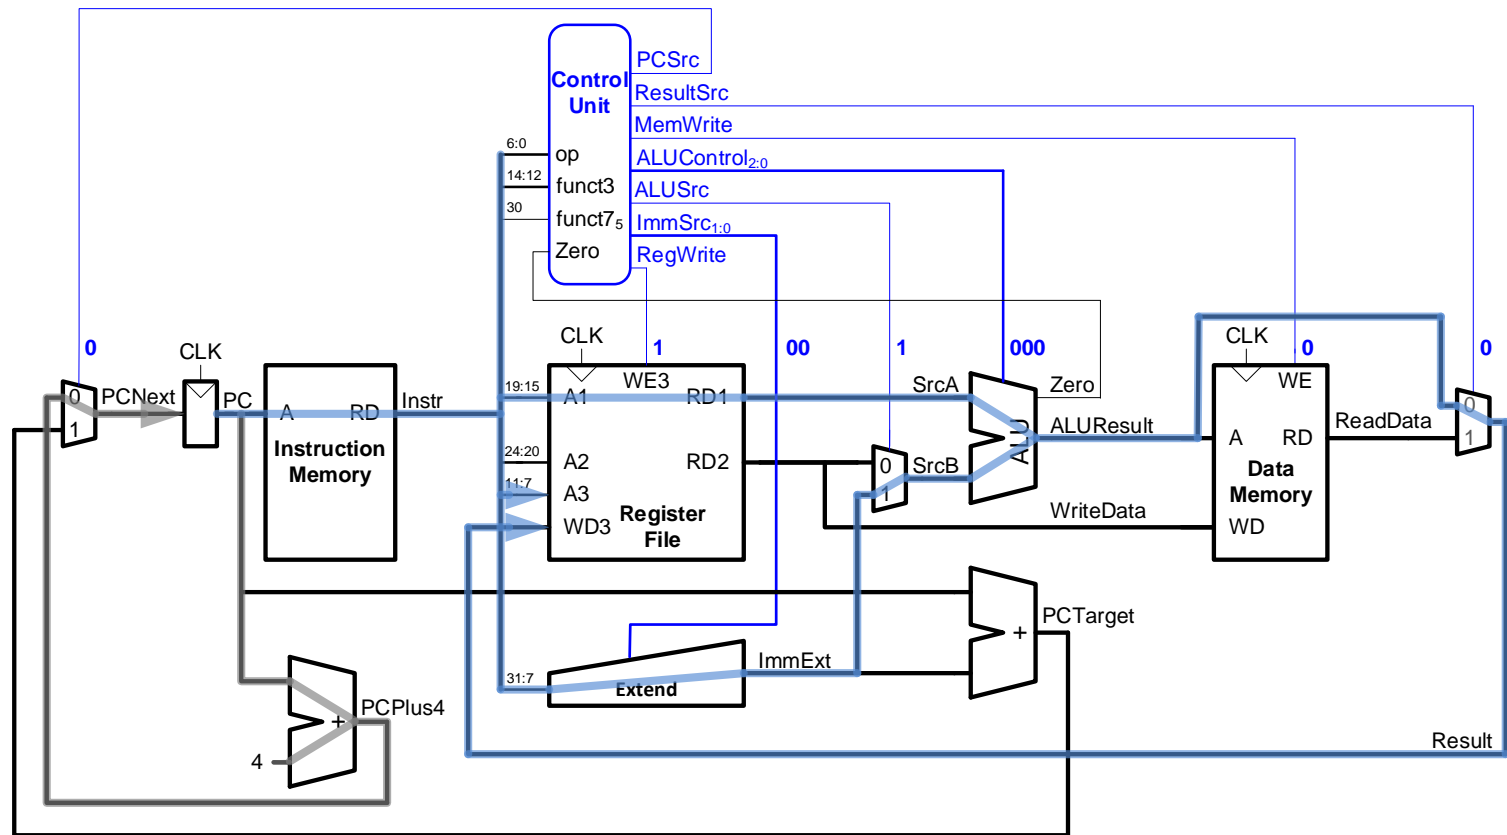 PCSrc
Control
Unit
ResultSrc
MemWrite
6:0
op
ALUControl2:0
14:12
funct3
ALUSrc
30
funct75
ImmSrc1:0
Zero
RegWrite
0
CLK
CLK
1
00
1
000
CLK
0
0
0
PCNext
PC
A
RD
Instr
19:15
A1
WE3
RD1
SrcA
Zero
WE
0
1
Instruction
Memory
ALU
ALUResult
A
RD
ReadData
1
24:20
A2
RD2
0
SrcB
Data
Memory
11:7
A3
1
Register
File
WD3
WriteData
WD
PCTarget
+
31:7
Extend
ImmExt
PCPlus4
+
4
Result